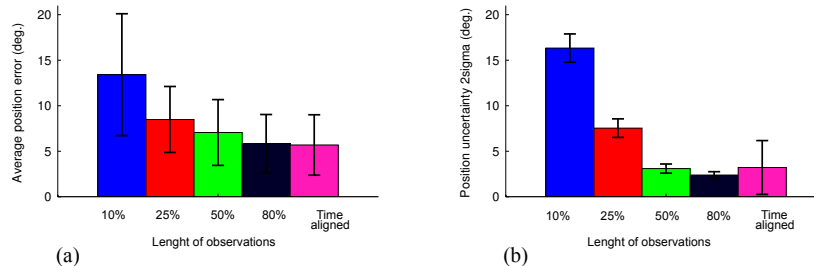 Average position error (deg.)
20
15
10
5
0
10% 25% 50% 80% Time aligned
Lenght of observations
(a)
Position uncertainty 2sigma (deg.)
20
15
10
5
0
10% 25% 50% 80% Time aligned
Lenght of observations
(b)